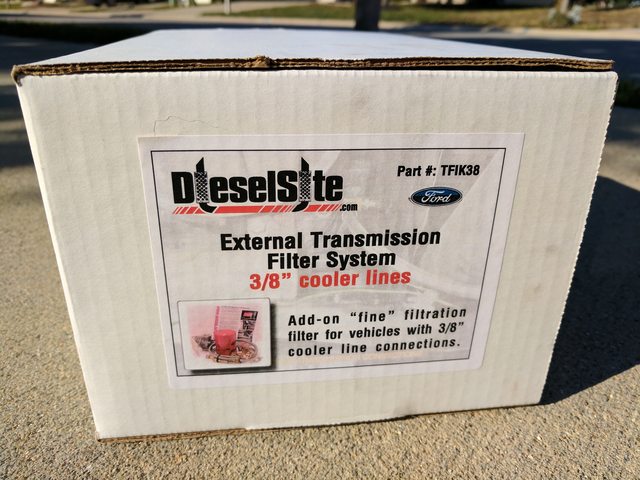 DieselSite.com
Part #: TFIK38
Ford
External Transmission
Filter System
3/8" cooler lines
Add-on "fine" filtration
filter for vehicles with 3/8"
cooler line connections.